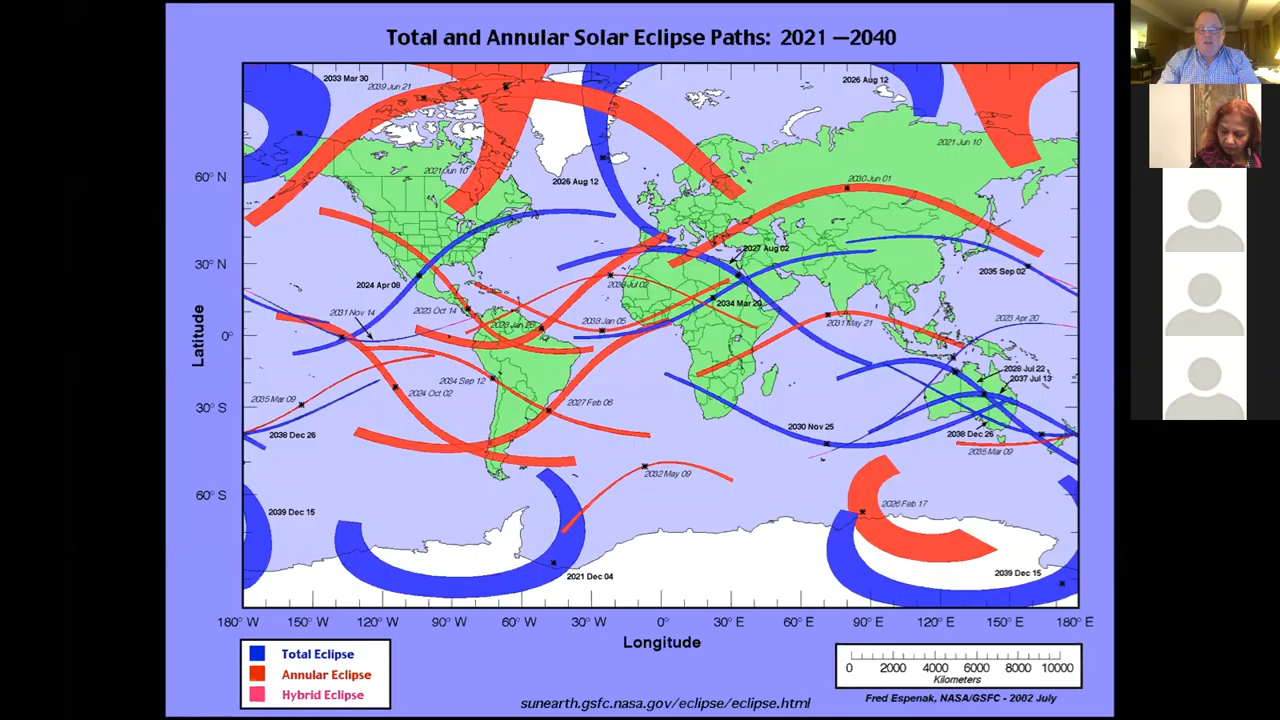 Total and Annular Solar Eclipse Paths: 2021 —2040
2033 Mar 30
2039 Jun 21
2026 Aug 12
2021 Jun 10
2021 Jun 10
2026 Aug 12
2030 Jun 01
60° N
2027 Aug 02
30° N
2035 Sep 02
2024 Apr 08
2034 Mar 20
2031 Nov 14
2023 Oct 14
2038 Jan 05
2031 May 21
2023 Apr 20
Latitude
0°
2028 Jul 22
2037 Jul 13
2034 Sep 12
2024 Oct 02
2035 Mar 09
2027 Feb 06
30° S
2030 Nov 25
2038 Dec 26
2038 Dec 26
2035 Mar 09
2032 May 09
60° S
2026 Feb 17
2039 Dec 15
2021 Dec 04
2039 Dec 15
180° W 150° W 120° W 90° W 60° W 30° W 0° 30° E 60° E 90° E 120° E 150° E 180° E
Longitude
Total Eclipse
Annular Eclipse
Hybrid Eclipse
0 2000 4000 6000 8000 10000
Kilometers
Fred Espenak, NASA/GSFC - 2002 July
sunearth.gsfc.nasa.gov/eclipse/eclipse.html